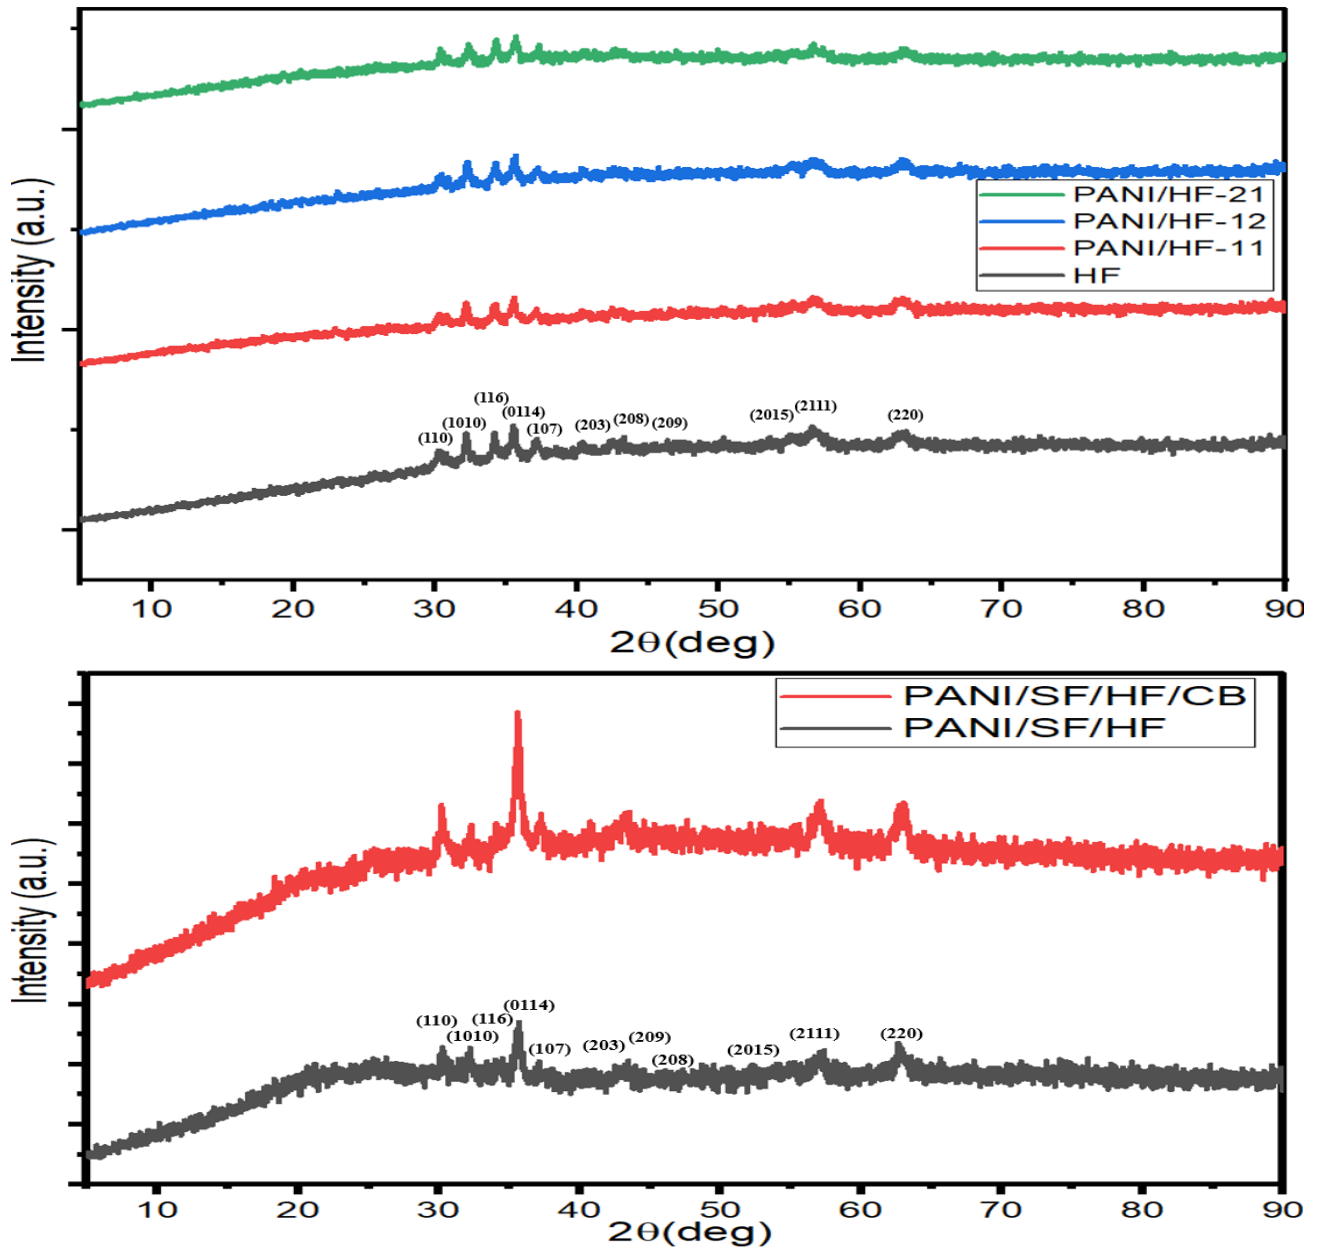 Intensity (a.u.)
PANI/HF-21
PANI/HF-12
PANI/HF-11
HF
(110)
(1010)
(116)
(0114)
(107)
(203)
(208)
(209)
(2015)
(2111)
(220)
10 20 30 40 50 60 70 80 90
2θ(deg)
Intensity (a.u.)
PANI/SF/HF/CB
PANI/SF/HF
(110)
(1010)
(116)
(0114)
(107)
(203)
(209)
(208)
(2015)
(2111)
(220)
10 20 30 40 50 60 70 80 90
2θ(deg)